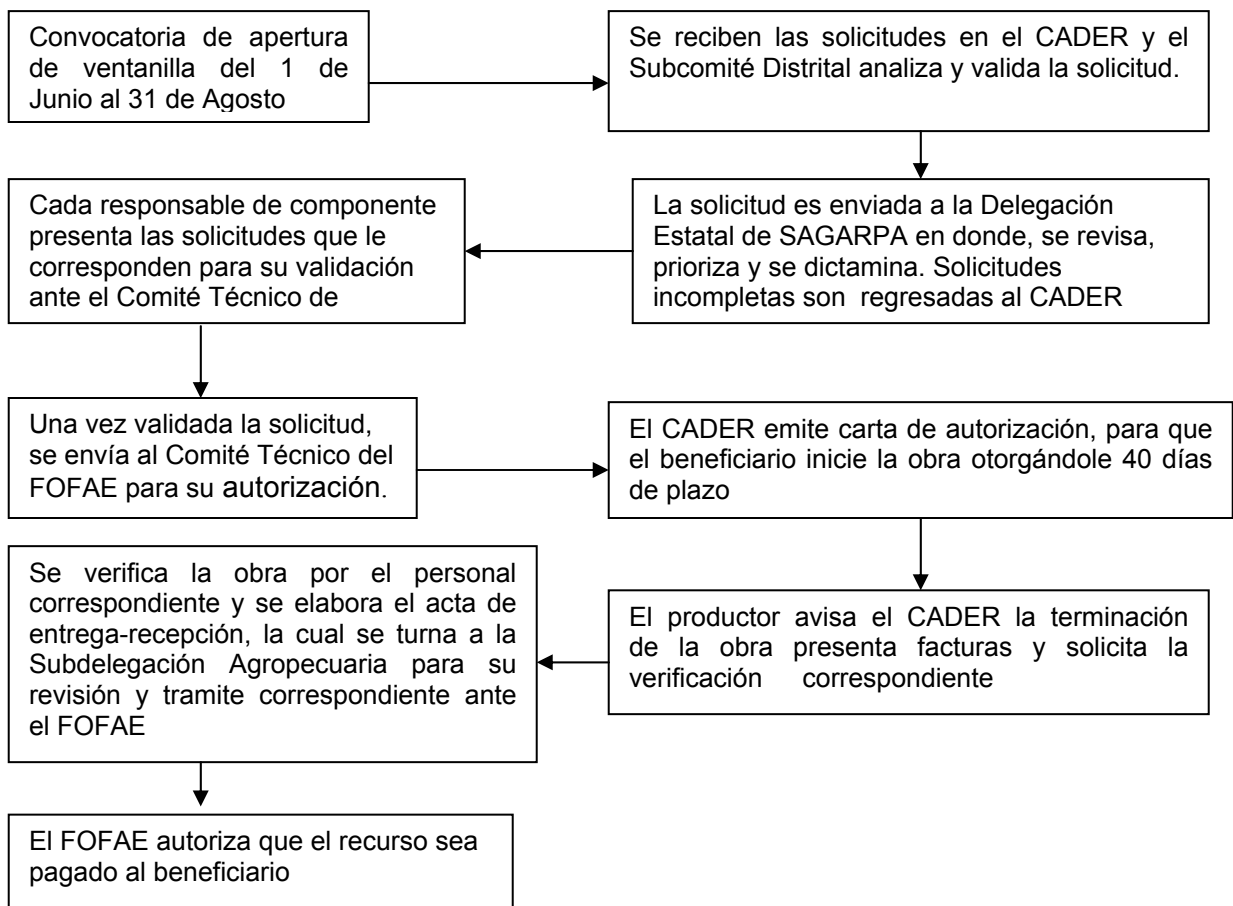 Convocatoria de apertura
de ventanilla del 1 de
Junio al 31 de Agosto
Se reciben las solicitudes en el CADER y el
Subcomité Distrital analiza y valida la solicitud.
La solicitud es enviada a la Delegación
Estatal de SAGARPA en donde, se revisa,
prioriza y se dictamina. Solicitudes
incompletas son regresadas al CADER
Cada responsable de componente
presenta las solicitudes que le
corresponden para su validación
ante el Comité Técnico de
Una vez validada la solicitud,
se envía al Comité Técnico del
FOFAE para su autorización.
El CADER emite carta de autorización, para que
el beneficiario inicie la obra otorgándole 40 días
de plazo
El productor avisa el CADER la terminación
de la obra presenta facturas y solicita la
verificación correspondiente
Se verifica la obra por el personal
correspondiente y se elabora el acta de
entrega-recepción, la cual se turna a la
Subdelegación Agropecuaria para su
revisión y tramite correspondiente ante
el FOFAE
El FOFAE autoriza que el recurso sea
pagado al beneficiario